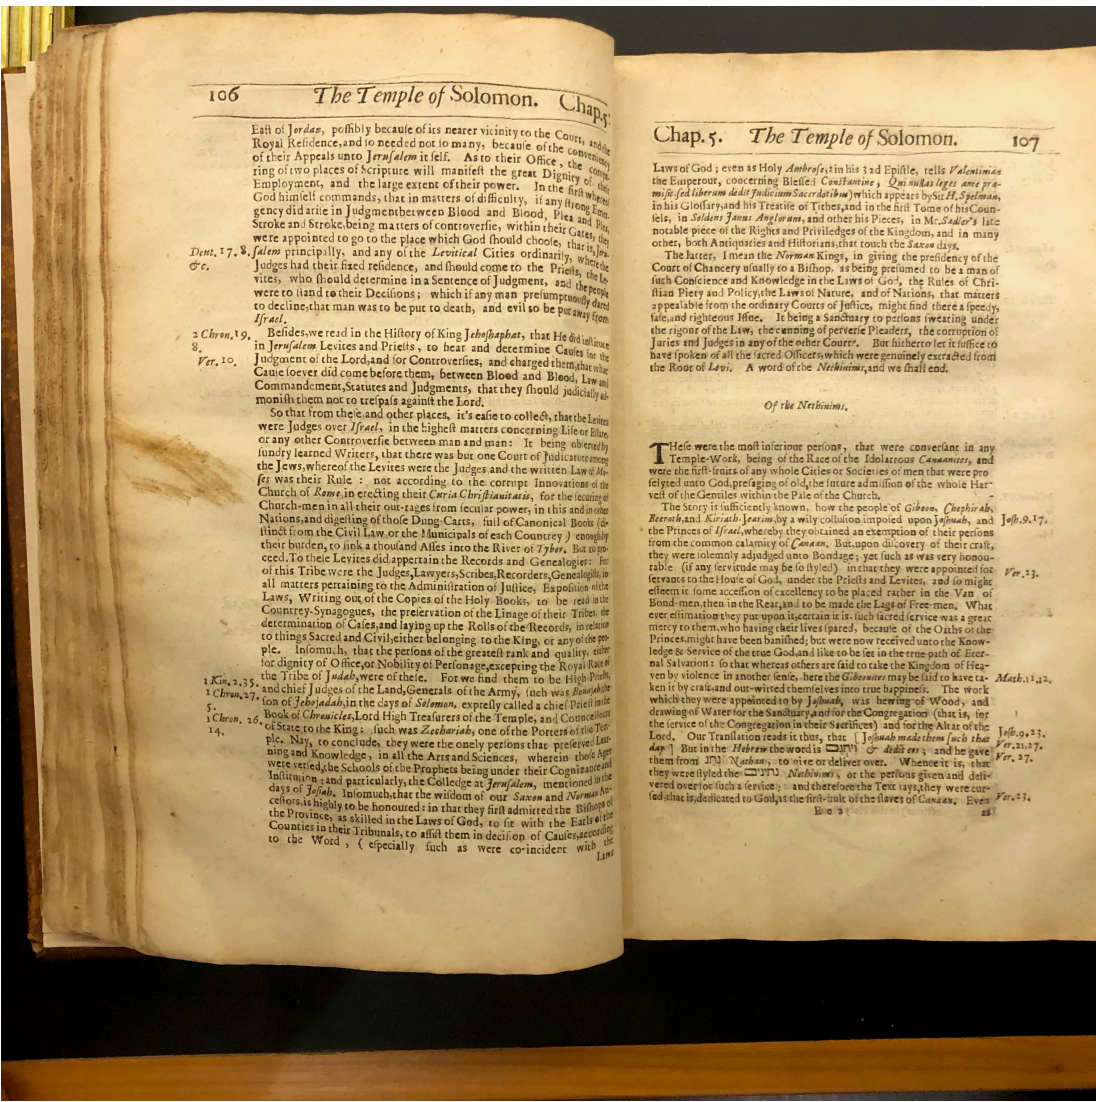 106 The Temple of Solomon. Chap. 5.
Eaſt of Jordan, poſſibly becauſe of its nearer vicinity to the Court, and the
Royal Reſidence, and ſo needed not ſo many, becauſe of the conveniency
of their Appeals unto Jeruſalem it ſelf. As to their Office, the compa-
ring of two places of Scripture will manifeſt the great Dignity of their
Employment, and the large extent of their power. In the firſt whereof
God himſelf commands, that in matters of difficulty, if any ſtrong Emer-
gency did ariſe in Judgment between Blood and Blood, Plea and Plea,
Stroke and Stroke, being matters of controverſie, within their Gates, they
were appointed to go to the place which God ſhould chooſe, that is, Jeru-
Deut. 17. 8. ſalem principally, and any of the Levitical Cities ordinarily, where the
&c. Judges had their fixed reſidence, and ſhould come to the Prieſts, the Le-
vites, who ſhould determine in a Sentence of Judgment, and the people
were to ſtand to their Deciſions; which if any man preſumptuouſly dared
to decline, that man was to be put to death, and evil to be put away from
Iſrael.
2 Chron. 19. Beſides, we read in the Hiſtory of King Jehoſhaphat, that He did inſtitute
8. in Jeruſalem Levites and Prieſts, to hear and determine Cauſes for the
Ver. 10. Judgment of the Lord, and for Controverſies, and charged them, that what
Cauſe ſoever did come before them, between Blood and Blood, Law and
Commandement, Statutes and Judgments, that they ſhould judicially ad-
moniſh them not to treſpaſs againſt the Lord.
So that from theſe, and other places, it's eaſie to collect, that the Levites
were Judges over Iſrael, in the higheſt matters concerning Life or Eſtate,
or any other Controverſie between man and man: It being obſerved by
ſundry learned Writers, that there was but one Court of Judicature among
the Jews, whereof the Levites were the Judges and the written Law of Mo-
ſes was their Rule: not according to the corrupt Innovations of the
Church of Rome, in erecting their Curia Chriſtianitatis, for the ſecuring of
Church-men in all their out-rages from ſecular power, in this and in other
Nations, and digeſting of thoſe Dung-Carts, full of Canonical Books (di-
ſtinct from the Civil Law, or the Municipals of each Countrey) enough by
their burden, to ſink a thouſand Aſſes into the River of Tyber. But to pro-
ceed, To theſe Levites did appertain the Records and Genealogies: For
of this Tribe were the Judges, Lawyers, Scribes, Recorders, Genealogiſts, in
all matters pertaining to the Adminiſtration of Juſtice, Expoſition of the
Laws, Writing out of the Copies of the Holy Books, to be read in the
Countrey-Synagogues, the preſervation of the Linage of their Tribes, the
determination of Caſes, and laying up the Rolls of the Records, in relation
to things Sacred and Civil, either belonging to the King, or any of the peo-
ple. Inſomuch, that the perſons of the greateſt rank and quality, either
for dignity of Office, or Nobility of Perſonage, excepting the Royal Race of
1 Kin. 2. 35. the Tribe of Judah, were of theſe. For we find them to be High-Prieſts,
1 Chron. 27. and chief Judges of the Land, Generals of the Army, ſuch was Benajah, the
5. ſon of Jehojadah, in the days of Solomon, expreſly called a chief Prieſt in the
1 Chron. 26. Book of Chronicles, Lord High Treaſurers of the Temple, and Councellours
14. of State to the King: ſuch was Zechariah, one of the Porters of the Tem-
ple. Nay, to conclude, they were the onely perſons that preſerved Lear-
ning and Knowledge, in all the Arts and Sciences, wherein thoſe Ages
were verſed, the Schools of the Prophets being under their Cognizance and
Inſtitution: and particularly, the Colledge at Jeruſalem, mentioned in the
days of Joſiah. Inſomuch, that the wiſdom of our Saxon and Norman An-
ceſtors, is highly to be honoured: in that they firſt admitted the Biſhops of
the Province, as skilled in the Laws of God, to ſit with the Earls of the
Counties in their Tribunals, to aſſiſt them in deciſion of Cauſes, according
to the Word, (eſpecially ſuch as were co-incident with the
Laws
Chap. 5. The Temple of Solomon. 107
Laws of God; even as Holy Ambroſe, in his 32d Epiſtle, tells Valentinian
the Emperour, concerning Bleſſed Conſtantine, Qui nullas leges ante præ-
miſit, ſed liberum dedit Judicium Sacerdotibus) which appears by Sir H. Spelman,
in his Gloſſary, and his Treatiſe of Tithes, and in the firſt Tome of his Coun-
ſels, in Seldens Janus Anglorum, and other his Pieces, in Mr. Sadler's late
notable piece of the Rights and Priviledges of the Kingdom, and in many
other, both Antiquaries and Hiſtorians, that touch the Saxon days.
The latter, I mean the Norman Kings, in giving the preſidency of the
Court of Chancery uſually to a Biſhop, as being preſumed to be a man of
ſuch Conſcience and Knowledge in the Laws of God, the Rules of Chri-
ſtian Piety and Policy, the Laws of Nature, and of Nations, that matters
appealable from the ordinary Courts of Juſtice, might find there a ſpeedy,
ſafe, and righteous Iſſue. It being a Sanctuary to perſons ſweating under
the rigour of the Law, the cunning of perverſe Pleaders, the corruption of
Juries and Judges in any of the other Courts. But hitherto let it ſuffice to
have ſpoken of all the ſacred Officers, which were genuinely extracted from
the Root of Levi. A word of the Nethinims, and we ſhall end.
Of the Nethinims.
THeſe were the moſt inferiour perſons, that were converſant in any
Temple-Work, being of the Race of the Idolatrous Canaanites, and
were the firſt-fruits of any whole Cities or Societies of men that were pro
ſelyted unto God, preſaging of old, the future admiſſion of the whole Har-
veſt of the Gentiles within the Pale of the Church.
The Story is ſufficiently known, how the people of Gibeon, Chephirah,
Beeroth, and Kiriath-Jearim, by a wily colluſion impoſed upon Joſhuah, and Joſh. 9. 17.
the Princes of Iſrael, whereby they obtained an exemption of their perſons
from the common calamity of Canaan. But, upon diſcovery of their craft,
they were ſolemnly adjudged unto Bondage; yet ſuch as was very honou-
rable (if any ſervitude may be ſo ſtyled) in that they were appointed for Ver. 23.
ſervants to the Houſe of God, under the Prieſts and Levites, and ſo might
eſteem it ſome acceſſion of excellency to be placed rather in the Van of
Bond-men, then in the Rear, and to be made the Lags of Free-men. What
ever eſtimation they put upon it, certain it is, ſuch ſacred ſervice was a great
mercy to them, who having their lives ſpared, becauſe of the Oaths of the
Princes, might have been baniſhed; but were now received unto the Know-
ledge & Service of the true God, and like to be ſet in the true path of Eter-
nal Salvation: ſo that whereas others are ſaid to take the Kingdom of Hea-
ven by violence in another ſenſe, here the Gibeonites may be ſaid to have ta- Math. 11. 12.
ken it by craft, and out-witted themſelves into true happineſs. The work
which they were appointed to by Joſhuah, was hewing of Wood, and
drawing of Water for the Sanctuary, and for the Congregation (that is, for
the ſervice of the Congregation in their Sacrifices) and for the Altar of the
Lord. Our Tranſlation reads it thus, that [Joſhuah made them ſuch that Joſh. 9. 23.
day] But in the Hebrew the word is ויתנם & dedit eos; and he gave Ver. 21. 27.
them from נתן Nathan, to give or deliver over. Whence it is, that Ver. 27.
they were ſtyled the נתינים Nethinims, or the perſons given and deli-
vered over for ſuch a ſervice; and therefore the Text ſays, they were cur-
ſed, that is, dedicated to God, as the firſt-fruit of the ſlaves of Canaan. Even Ver. 23.
E e 2 as